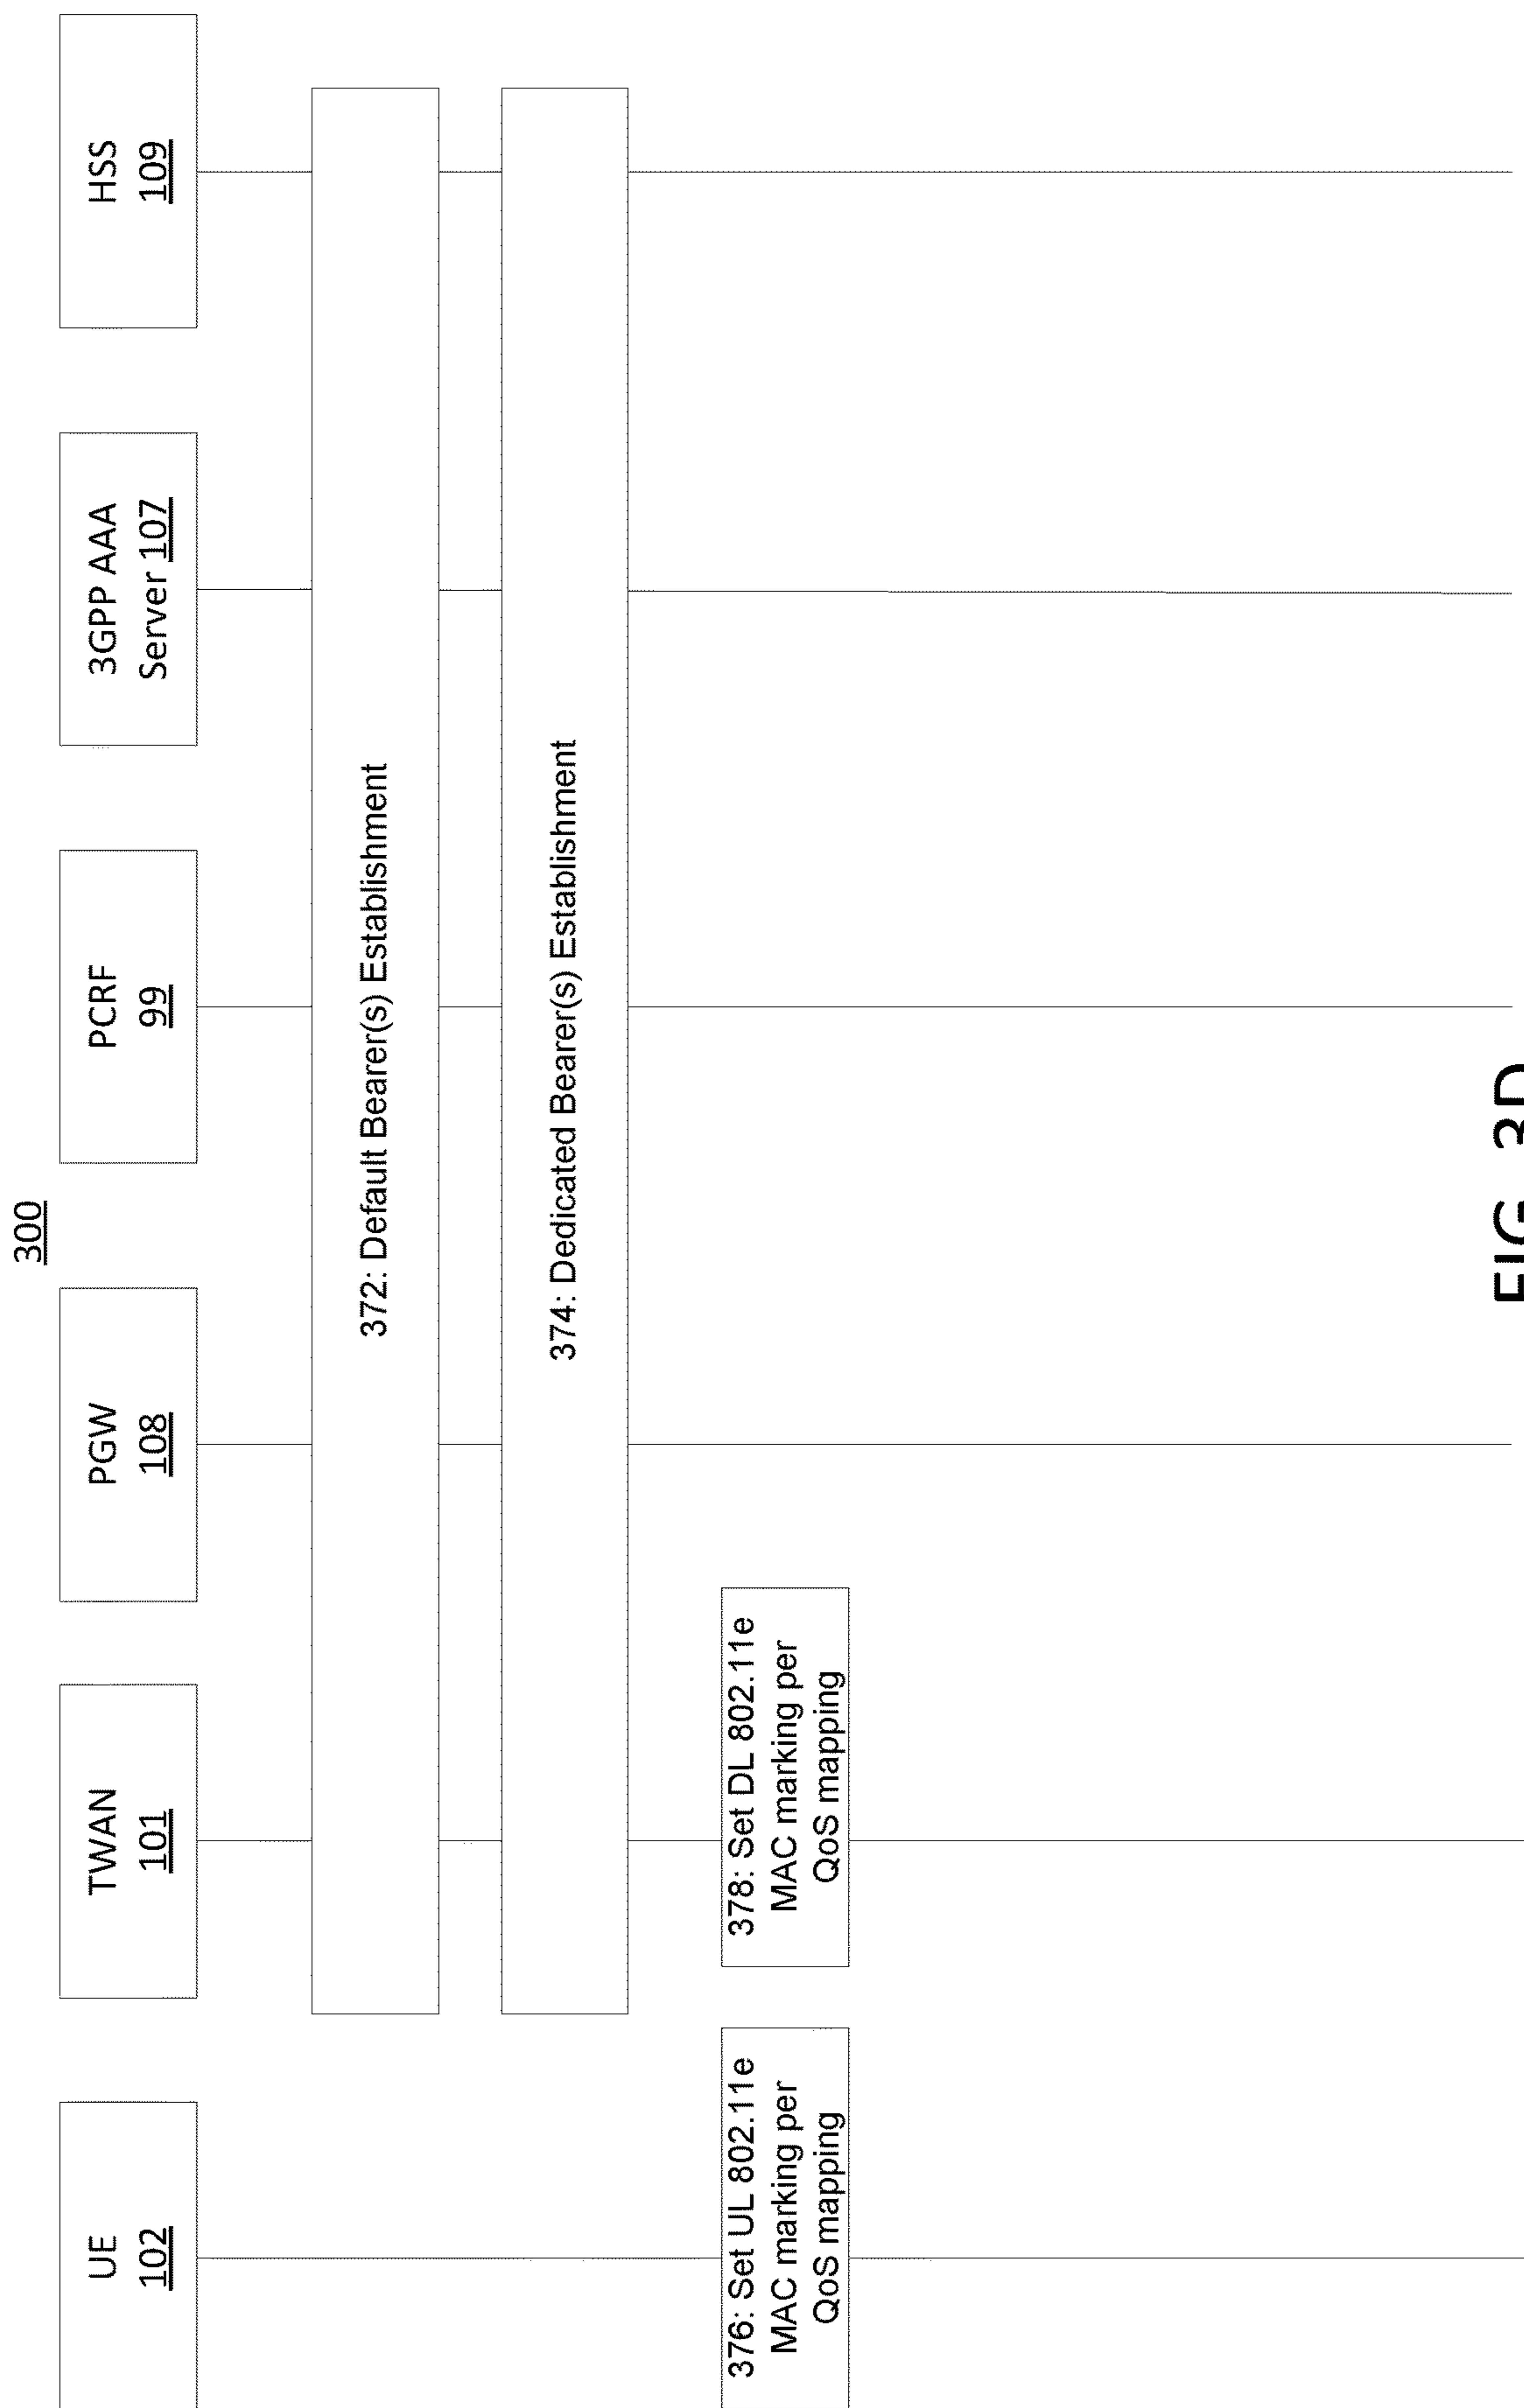 300
UE
102
TWAN
101
PGW
108
PCRF
99
3GPP AAA
Server 107
HSS
109
372: Default Bearer(s) Establishment
374: Dedicated Bearer(s) Establishment
376: Set UL 802.11e
MAC marking per
QoS mapping
378: Set DL 802.11e
MAC marking per
QoS mapping
FIG. 3D